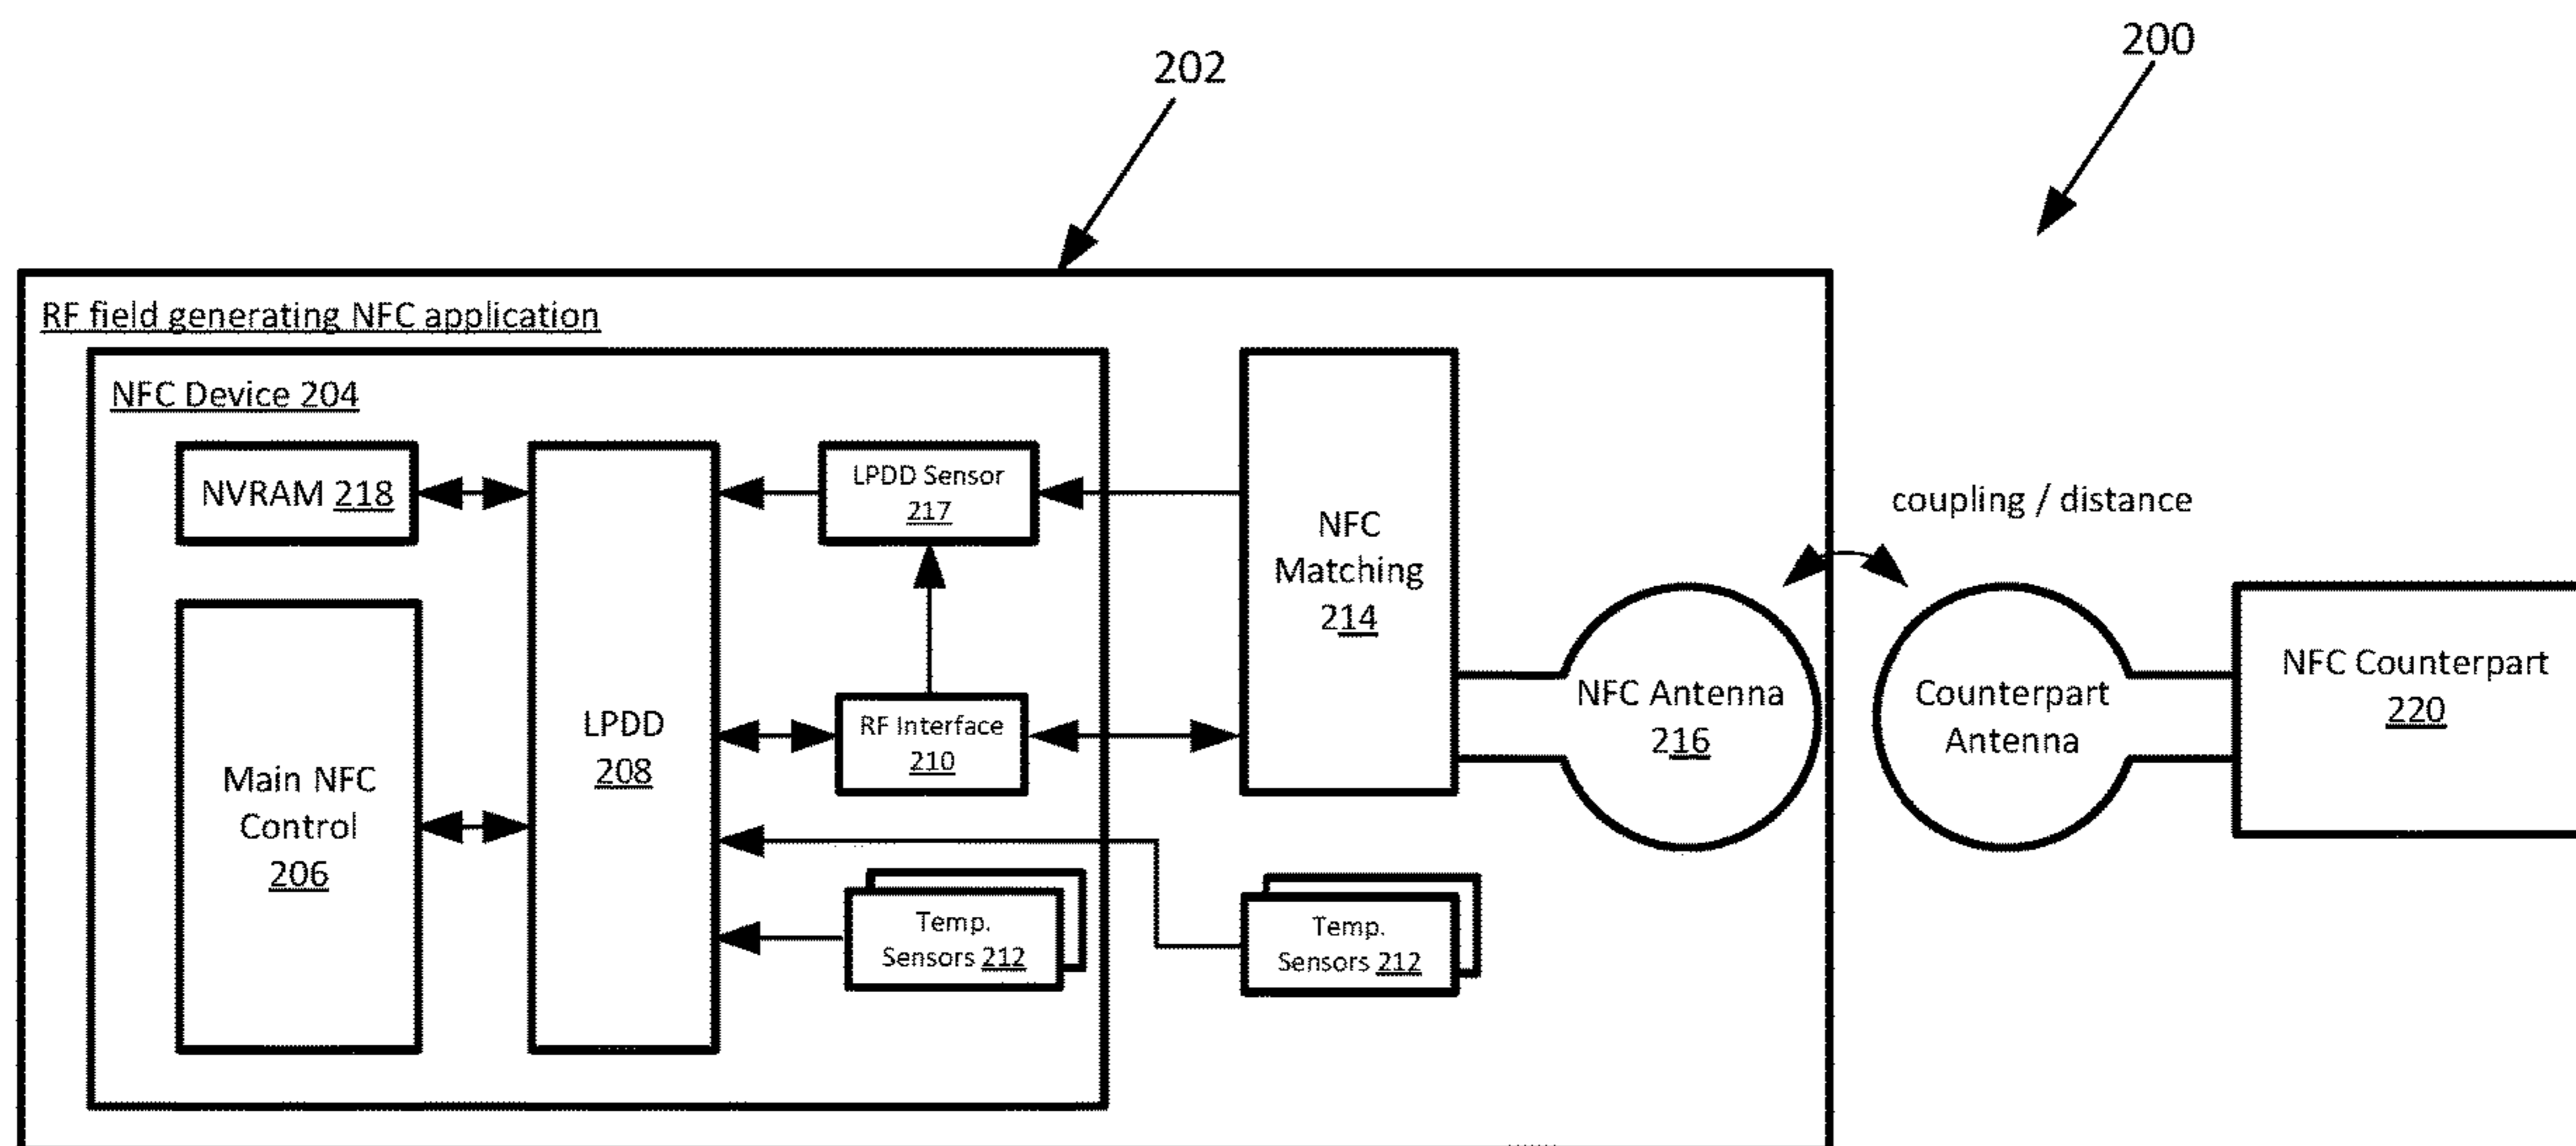 200
202
RF field generating NFC application
NFC Device 204
NVRAM 218
LPDD Sensor
217
NFC
Matching
214
coupling / distance
Main NFC
Control
206
LPDD
208
RF Interface
210
NFC Antenna
216
Counterpart
Antenna
NFC Counterpart
220
Temp.
Sensors 212
Temp.
Sensors 212